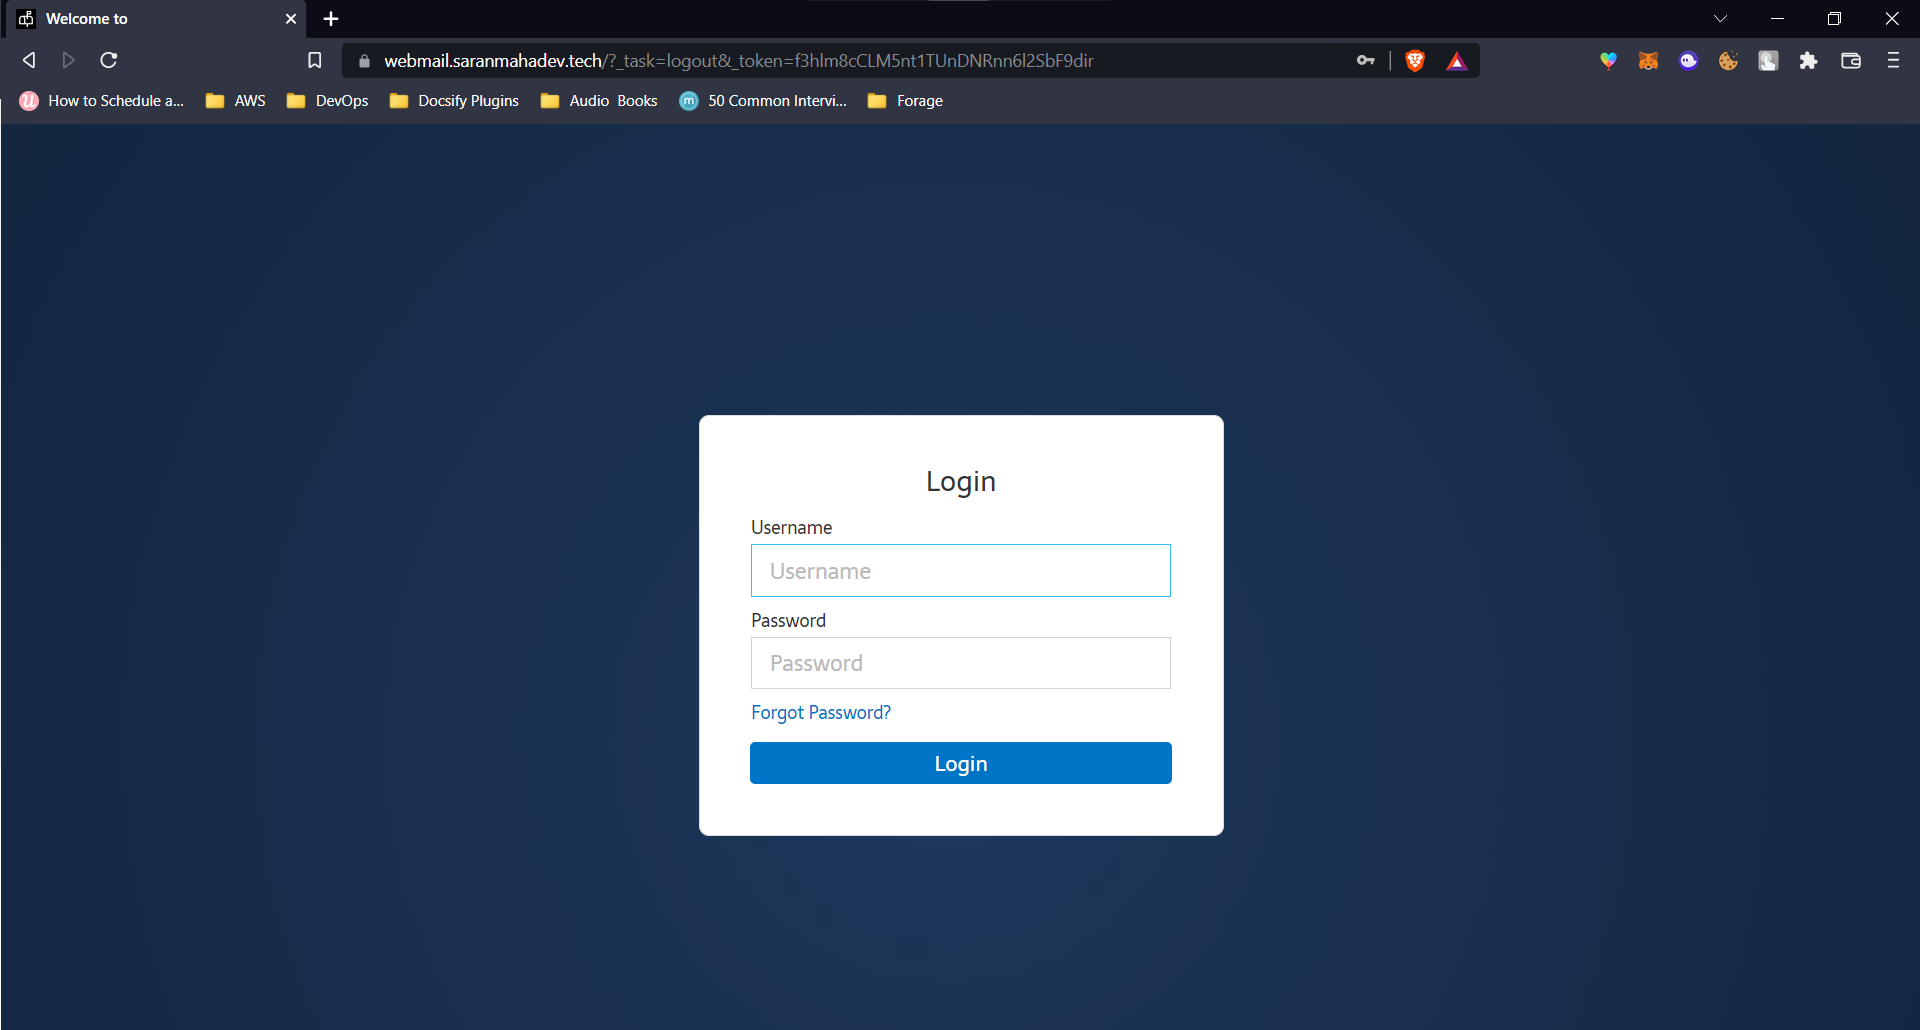 Welcome to
webmail.saranmahadev.tech/?_task=logout&_token=f3hlm8cCLM5nt1TUnDNRnn6l2SbF9dir
How to Schedule a... AWS DevOps Docsify Plugins Audio Books m 50 Common Intervi... Forage
Login
Username
Username
Password
Password
Forgot Password?
Login